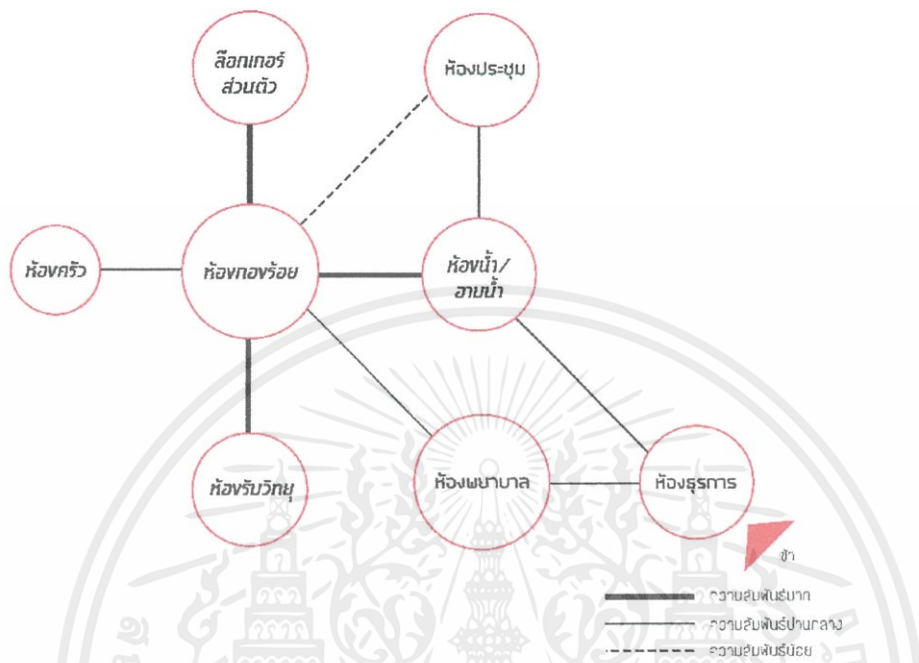 ล๊อกเกอร์
ส่วนตัว
ห้องประชุม
ห้องครัว
ห้องกองร้อย
ห้องน้ำ/
อาบน้ำ
ห้องรับวิทยุ
ห้องพยาบาล
ห้องธุรการ
ความสัมพันธ์มาก
ความสัมพันธ์ปานกลาง
ความสัมพันธ์น้อย